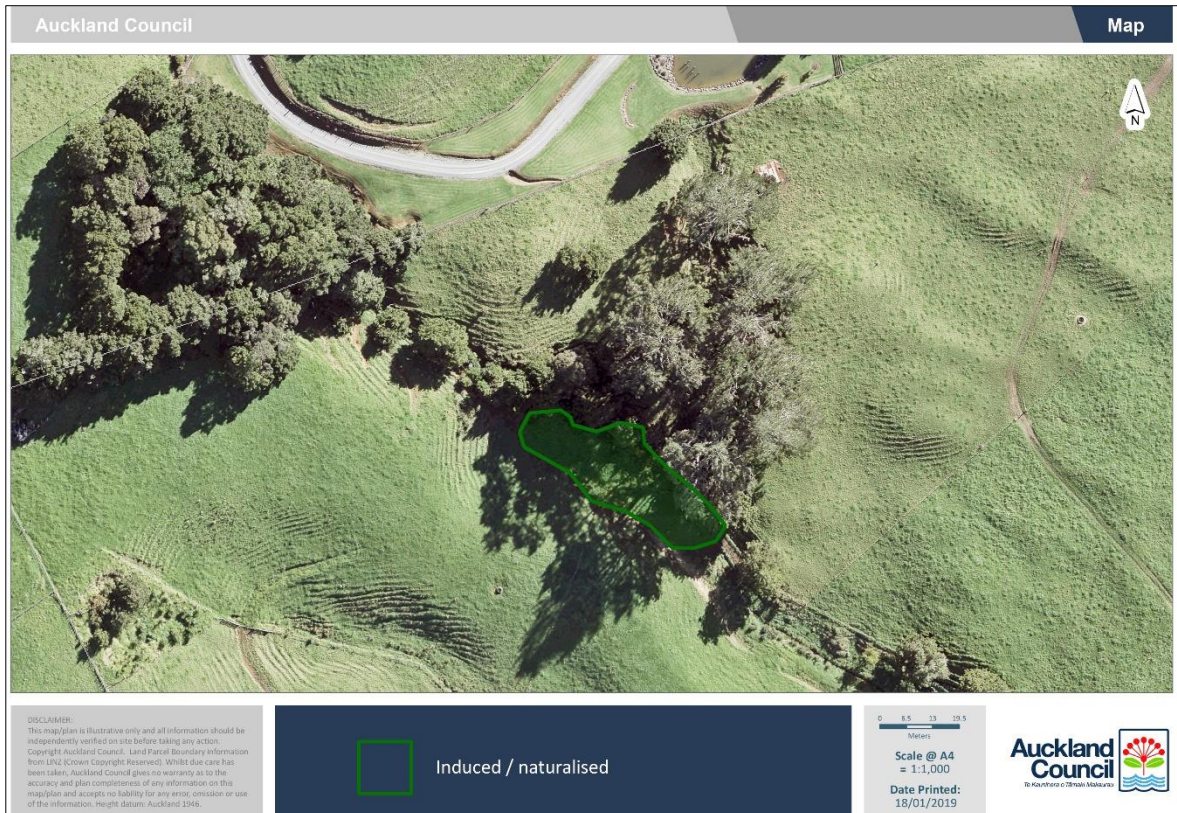 Auckland Council
Map
N
DISCLAIMER:
This map/plan is illustrative only and all information should be
independently verified on site before taking any action.
Copyright Auckland Council. Land Parcel Boundary information
from LINZ (Crown Copyright Reserved). Whilst due care has
been taken, Auckland Council gives no warranty as to the
accuracy and plan completeness of any information on this
map/plan and accepts no liability for any error, omission or use
of the information. Height datum: Auckland 1946.
Induced / naturalised
0 6.5 13 19.5
Meters
Scale @ A4
= 1:1,000
Date Printed:
18/01/2019
Auckland
Council
Te Kaunihera o Tāmaki Makaurau